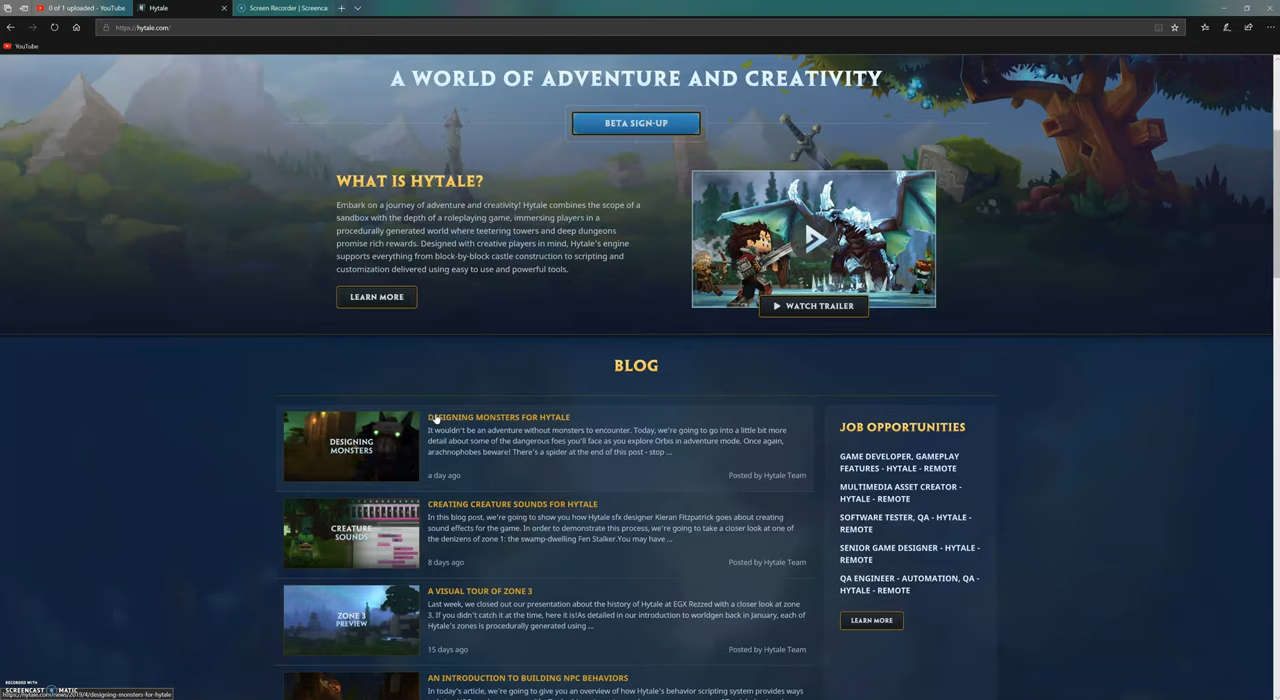 0 of 1 uploaded - YouTube
Hytale
Screen Recorder | Screenca
https://hytale.com/
YouTube
A WORLD OF ADVENTURE AND CREATIVITY
BETA SIGN-UP
WHAT IS HYTALE?
Embark on a journey of adventure and creativity! Hytale combines the scope of a
sandbox with the depth of a roleplaying game, immersing players in a
procedurally generated world where teetering towers and deep dungeons
promise rich rewards. Designed with creative players in mind, Hytale's engine
supports everything from block-by-block castle construction to scripting and
customization delivered using easy to use and powerful tools.
LEARN MORE
WATCH TRAILER
BLOG
DESIGNING
MONSTERS
DESIGNING MONSTERS FOR HYTALE
It wouldn't be an adventure without monsters to encounter. Today, we're going to go into a little bit more
detail about some of the dangerous foes you'll face as you explore Orbis in adventure mode. Once again,
arachnophobes beware! There's a spider at the end of this post - stop ...
a day ago
Posted by Hytale Team
CREATURE
SOUNDS
CREATING CREATURE SOUNDS FOR HYTALE
In this blog post, we're going to show you how Hytale sfx designer Kieran Fitzpatrick goes about creating
sound effects for the game. In order to demonstrate this process, we're going to take a closer look at one of
the denizens of zone 1: the swamp-dwelling Fen Stalker.You may have ...
8 days ago
Posted by Hytale Team
ZONE 3
PREVIEW
A VISUAL TOUR OF ZONE 3
Last week, we closed out our presentation about the history of Hytale at EGX Rezzed with a closer look at zone
3. If you didn't catch it at the time, here it is!As detailed in our introduction to worldgen back in January, each of
Hytale's zones is procedurally generated using ...
15 days ago
Posted by Hytale Team
AN INTRODUCTION TO BUILDING NPC BEHAVIORS
In today's article, we're going to give you an overview of how Hytale's behavior scripting system provides ways
JOB OPPORTUNITIES
GAME DEVELOPER, GAMEPLAY
FEATURES - HYTALE - REMOTE
MULTIMEDIA ASSET CREATOR -
HYTALE - REMOTE
SOFTWARE TESTER, QA - HYTALE -
REMOTE
SENIOR GAME DESIGNER - HYTALE -
REMOTE
QA ENGINEER - AUTOMATION, QA -
HYTALE - REMOTE
LEARN MORE
RECORDED WITH
SCREENCAST MATIC
https://hytale.com/news/2019/4/designing-monsters-for-hytale